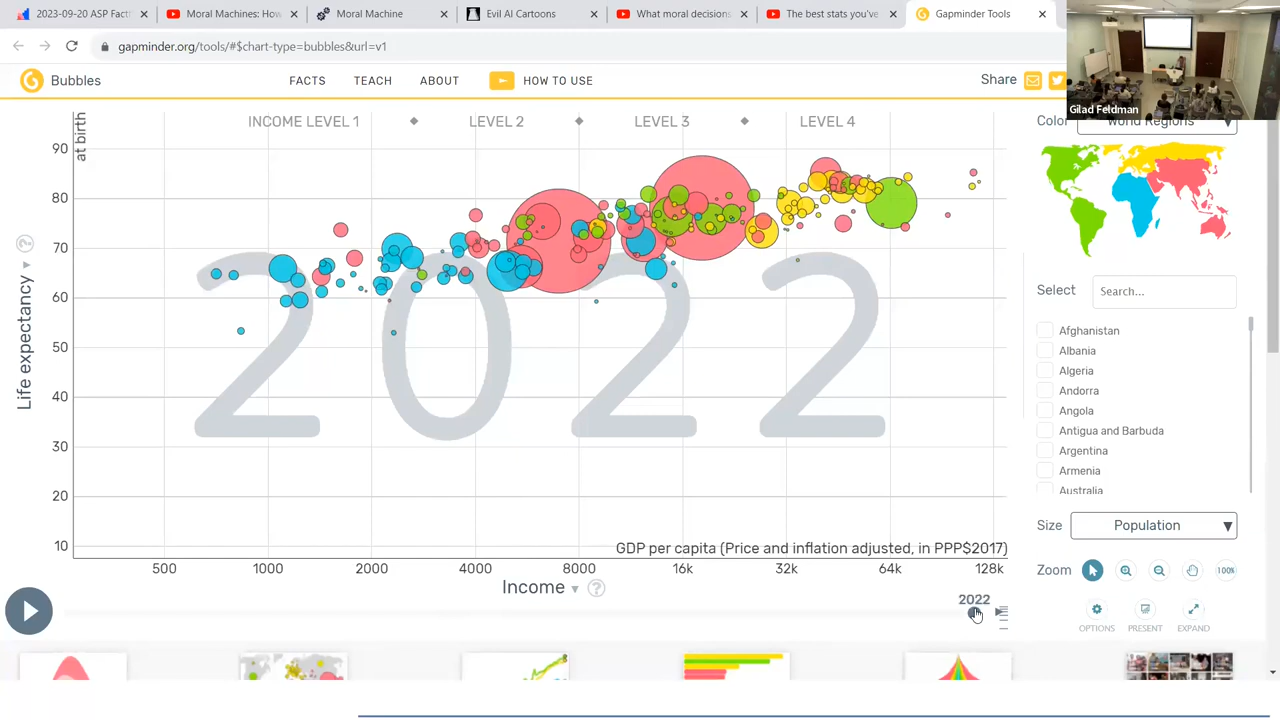 2023-09-20 ASP Fact
Moral Machines: How
Moral Machine
Evil AI Cartoons
What moral decisions
The best stats you've
Gapminder Tools
gapminder.org/tools/#$chart-type=bubbles&url=v1
Bubbles
FACTS
TEACH
ABOUT
HOW TO USE
Share
Gilad Feldman
Color
World Regions
INCOME LEVEL 1
LEVEL 2
LEVEL 3
LEVEL 4
at birth
Life expectancy
90
80
70
60
50
40
30
20
10
2022
GDP per capita (Price and inflation adjusted, in PPP$2017)
500
1000
2000
4000
8000
16k
32k
64k
128k
Income
?
2022
Select
Search...
Afghanistan
Albania
Algeria
Andorra
Angola
Antigua and Barbuda
Argentina
Armenia
Australia
Size
Population
Zoom
100%
OPTIONS
PRESENT
EXPAND